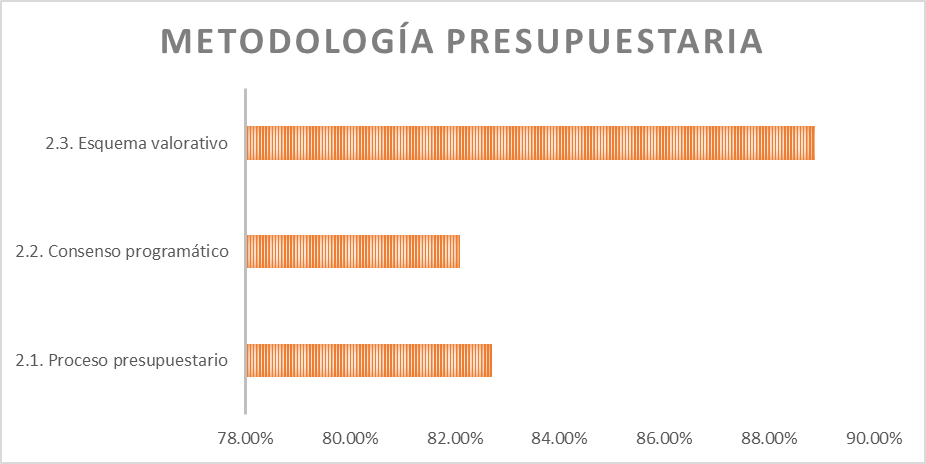 METODOLOGÍA PRESUPUESTARIA
2.3. Esquema valorativo
2.2. Consenso programático
2.1. Proceso presupuestario
78.00% 80.00% 82.00% 84.00% 86.00% 88.00% 90.00%